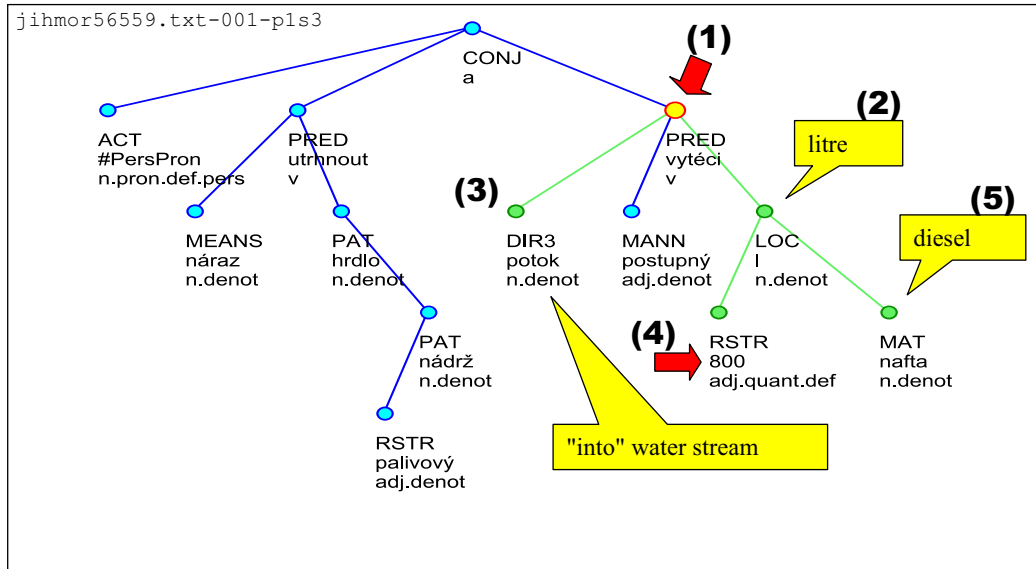 jihmor56559.txt-001-p1s3
CONJ
a
(1)
ACT
#PersPron
n.pron.def.pers
PRED
utrhnout
v
PRED
vytéci
v
(2)
litre
MEANS
náraz
n.denot
PAT
hrdlo
n.denot
(3)
DIR3
potok
n.denot
MANN
postupný
adj.denot
LOC
l
n.denot
(5)
diesel
PAT
nádrž
n.denot
(4)
RSTR
800
adj.quant.def
MAT
nafta
n.denot
RSTR
palivový
adj.denot
"into" water stream